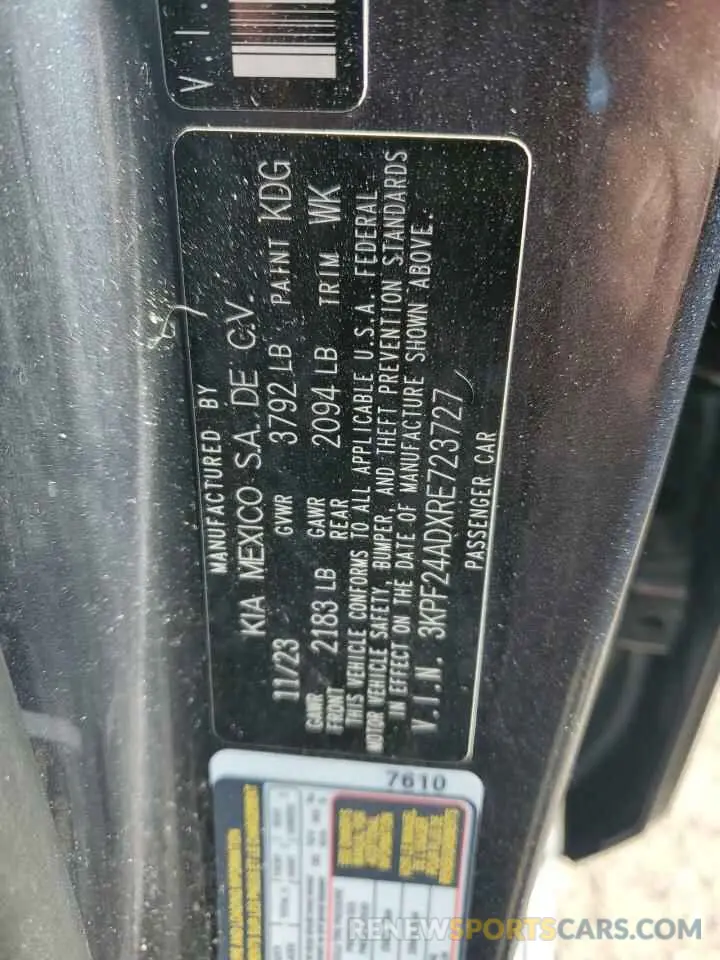 V.I.
MANUFACTURED BY
KIA MEXICO S.A. DE C.V.
11/23 GVWR 3792 LB PAINT KDG
GAWR FRONT 2183 LB GAWR REAR 2094 LB TRIM WK
THIS VEHICLE CONFORMS TO ALL APPLICABLE U.S.A. FEDERAL
MOTOR VEHICLE SAFETY, BUMPER, AND THEFT PREVENTION STANDARDS
IN EFFECT ON THE DATE OF MANUFACTURE SHOWN ABOVE.
V.I.N. 3KPF24ADXRE723727
PASSENGER CAR
7610
RENEWSPORTSCARS.COM